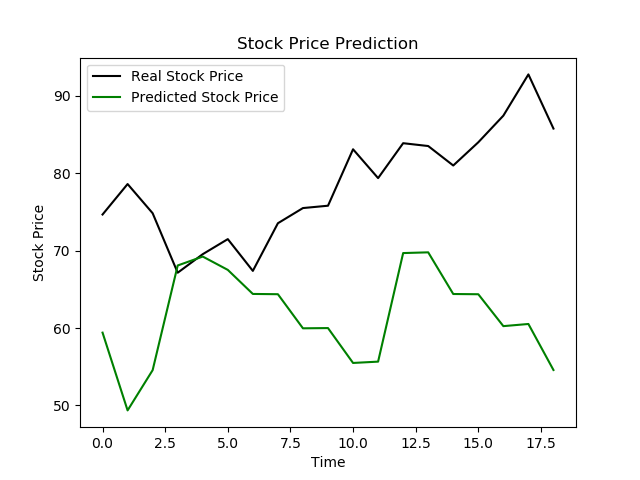 Stock Price Prediction
Real Stock Price
Predicted Stock Price
Stock Price
90
80
70
60
50
0.0 2.5 5.0 7.5 10.0 12.5 15.0 17.5
Time